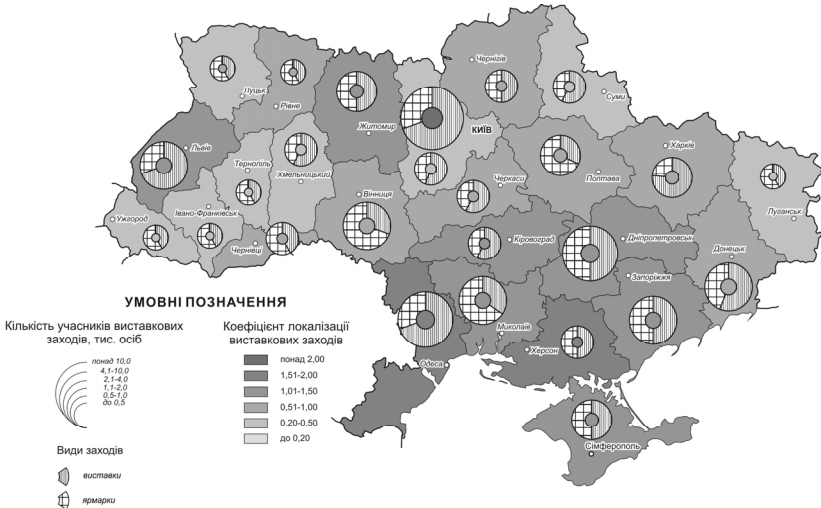 Чернігів
Суми
Луцьк
Рівне
Житомир
КИЇВ
Львів
Харків
Тернопіль
Хмельницький
Полтава
Черкаси
Вінниця
Луганськ
Ужгород
Івано-Франківськ
Чернівці
Кіровоград
Дніпропетровськ
Донецьк
Запоріжжя
Миколаїв
Херсон
Одеса
Сімферополь
УМОВНІ ПОЗНАЧЕННЯ
Кількість учасників виставкових
заходів, тис. осіб
понад 10,0
4,1-10,0
2,1-4,0
1,1-2,0
0,5-1,0
до 0,5
Види заходів
виставки
ярмарки
Коефіцієнт локалізації
виставкових заходів
понад 2,00
1,51-2,00
1,01-1,50
0,51-1,00
0.20-0.50
до 0,20